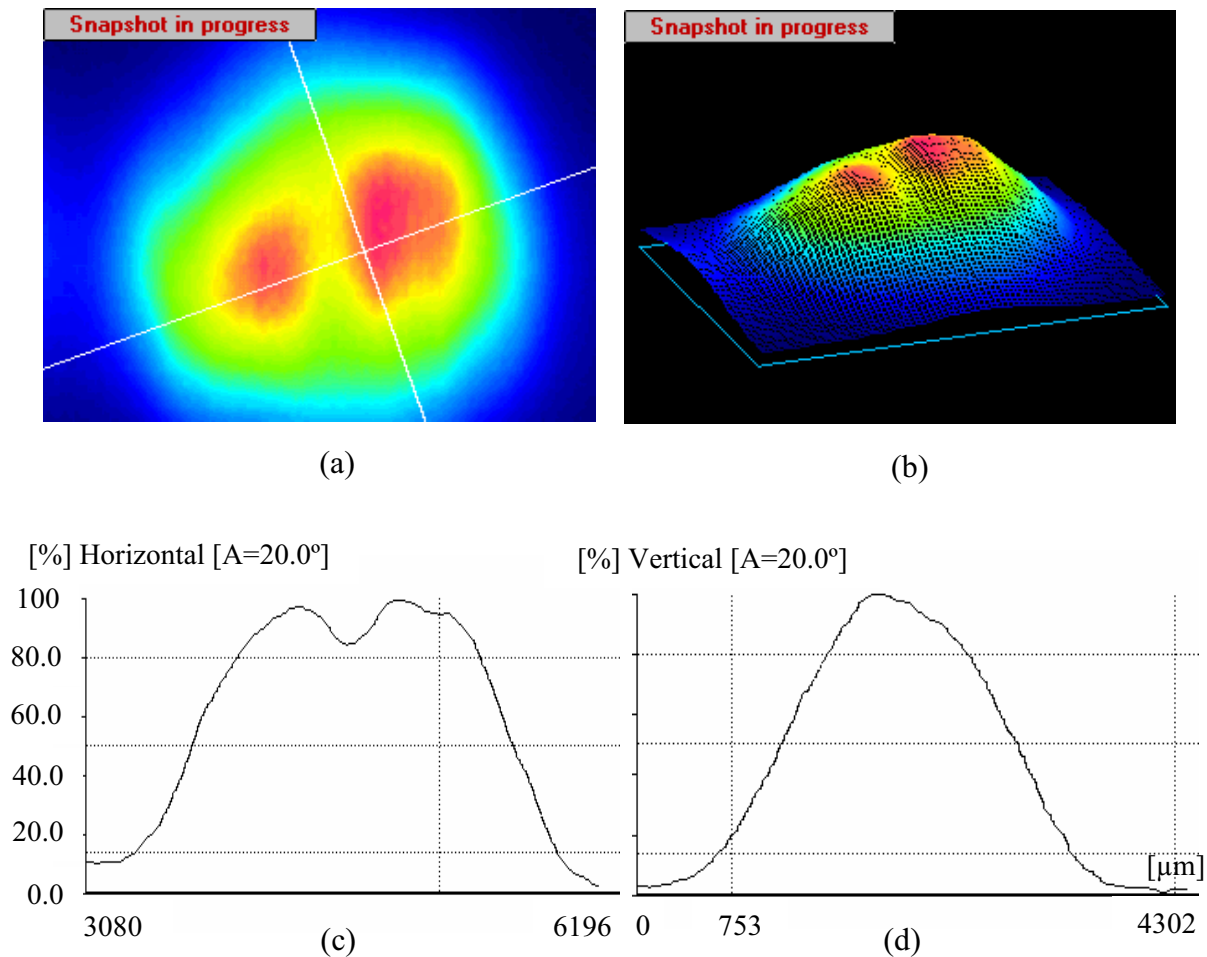 Snapshot in progress
Snapshot in progress
(a)
(b)
[%] Horizontal [A=20.0º]
100
80.0
60.0
40.0
20.0
0.0
3080
6196
(c)
[%] Vertical [A=20.0º]
[µm]
0
753
4302
(d)